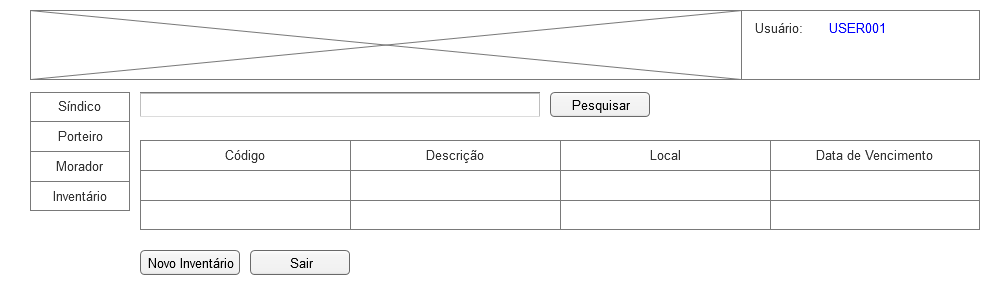 Usuário: USER001
Síndico
Porteiro
Morador
Inventário
Pesquisar
Código Descrição Local Data de Vencimento
Novo Inventário Sair